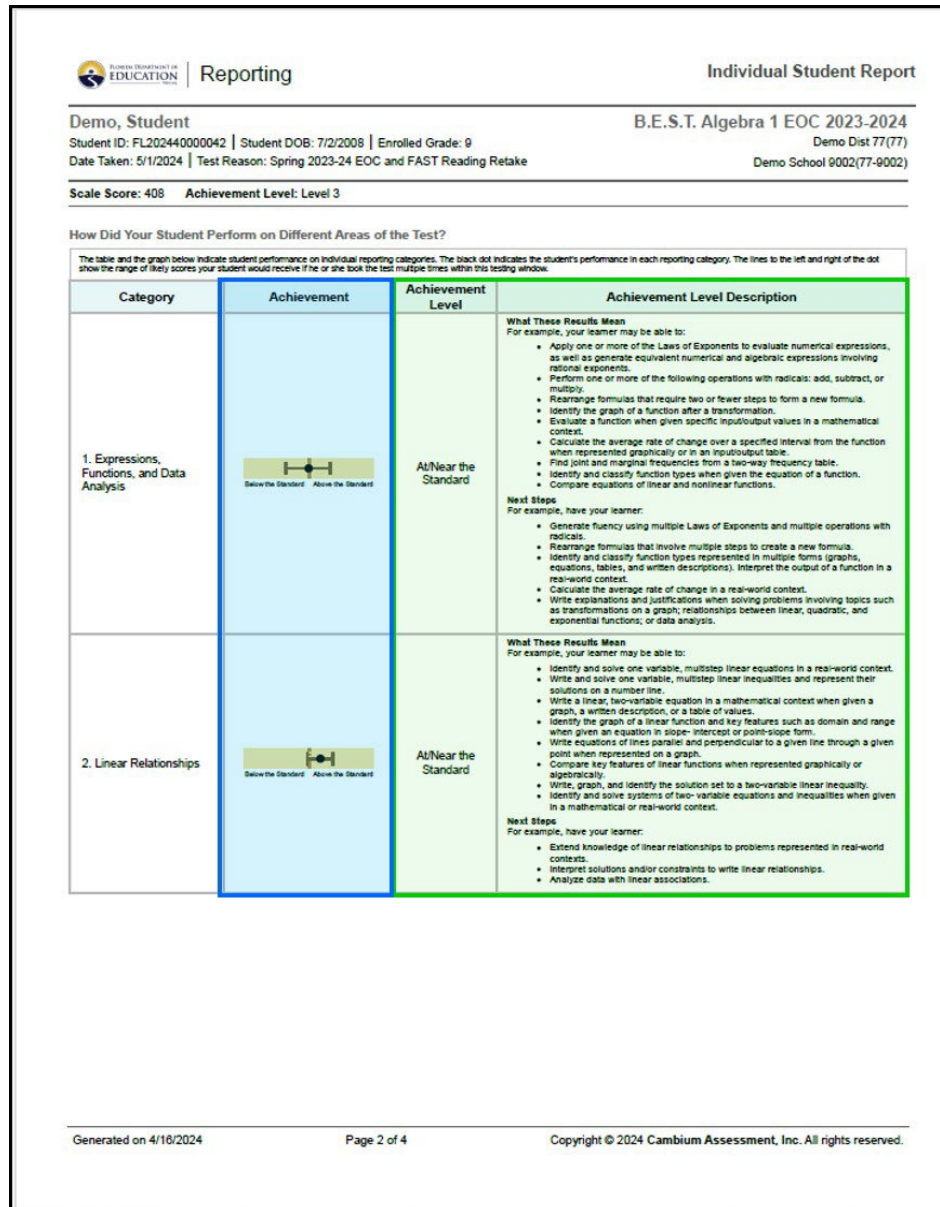 FLORIDA DEPARTMENT OF
EDUCATION
Reporting
Individual Student Report
Demo, Student
B.E.S.T. Algebra 1 EOC 2023-2024
Student ID: FL202440000042 | Student DOB: 7/2/2008 | Enrolled Grade: 9
Demo Dist 77(77)
Date Taken: 5/1/2024 | Test Reason: Spring 2023-24 EOC and FAST Reading Retake
Demo School 9002(77-9002)
Scale Score: 408 Achievement Level: Level 3
How Did Your Student Perform on Different Areas of the Test?
The table and the graph below indicate student performance on individual reporting categories. The black dot indicates the student's performance in each reporting category. The lines to the left and right of the dot
show the range of likely scores your student would receive if he or she took the test multiple times within this testing window.
Category
Achievement
Achievement
Level
Achievement Level Description
1. Expressions,
Functions, and Data
Analysis
Below the Standard Above the Standard
At/Near the
Standard
What These Results Mean
For example, your learner may be able to:
• Apply one or more of the Laws of Exponents to evaluate numerical expressions,
as well as generate equivalent numerical and algebraic expressions involving
rational exponents.
• Perform one or more of the following operations with radicals: add, subtract, or
multiply.
• Rearrange formulas that require two or fewer steps to form a new formula.
• Identify the graph of a function after a transformation.
• Evaluate a function when given specific input/output values in a mathematical
context.
• Calculate the average rate of change over a specified interval from the function
when represented graphically or in an input/output table.
• Find joint and marginal frequencies from a two-way frequency table.
• Identify and classify function types when given the equation of a function.
• Compare equations of linear and nonlinear functions.
Next Steps
For example, have your learner:
• Generate fluency using multiple Laws of Exponents and multiple operations with
radicals.
• Rearrange formulas that involve multiple steps to create a new formula.
• Identify and classify function types represented in multiple forms (graphs,
equations, tables, and written descriptions). Interpret the output of a function in a
real-world context.
• Calculate the average rate of change in a real-world context.
• Write explanations and justifications when solving problems involving topics such
as transformations on a graph; relationships between linear, quadratic, and
exponential functions; or data analysis.
2. Linear Relationships
Below the Standard Above the Standard
At/Near the
Standard
What These Results Mean
For example, your learner may be able to:
• Identify and solve one variable, multistep linear equations in a real-world context.
• Write and solve one variable, multistep linear inequalities and represent their
solutions on a number line.
• Write a linear, two-variable equation in a mathematical context when given a
graph, a written description, or a table of values.
• Identify the graph of a linear function and key features such as domain and range
when given an equation in slope- intercept or point-slope form.
• Write equations of lines parallel and perpendicular to a given line through a given
point when represented on a graph.
• Compare key features of linear functions when represented graphically or
algebraically.
• Write, graph, and identify the solution set to a two-variable linear inequality.
• Identify and solve systems of two- variable equations and inequalities when given
in a mathematical or real-world context.
Next Steps
For example, have your learner:
• Extend knowledge of linear relationships to problems represented in real-world
contexts.
• Interpret solutions and/or constraints to write linear relationships.
• Analyze data with linear associations.
Generated on 4/16/2024
Page 2 of 4
Copyright © 2024 Cambium Assessment, Inc. All rights reserved.